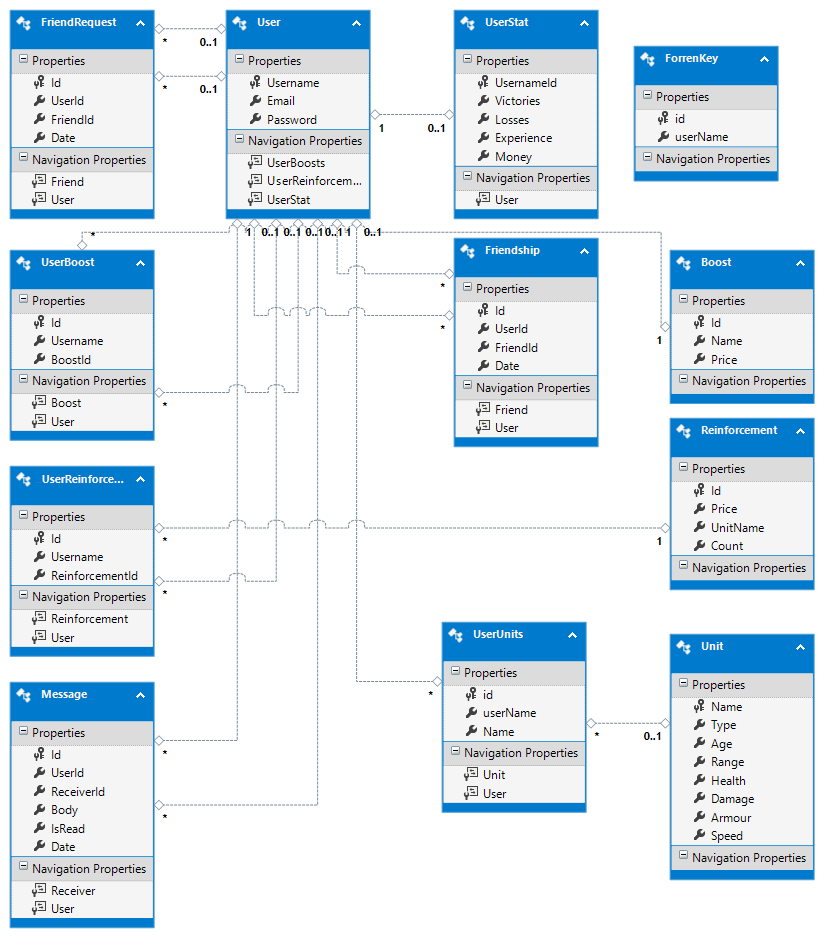 FriendRequest
Properties
Id
UserId
FriendId
Date
Navigation Properties
Friend
User
*
0..1
*
0..1
User
Properties
Username
Email
Password
Navigation Properties
UserBoosts
UserReinforcem...
UserStat
1
0..1
UserStat
Properties
UsernameId
Victories
Losses
Experience
Money
Navigation Properties
User
ForrenKey
Properties
id
userName
Navigation Properties
*
1
0..1
0..1
0..1
1
0..1
UserBoost
Properties
Id
Username
BoostId
Navigation Properties
Boost
User
*
Friendship
Properties
Id
UserId
FriendId
Date
Navigation Properties
Friend
User
*
*
Boost
Properties
Id
Name
Price
Navigation Properties
1
Reinforcement
Properties
Id
Price
UnitName
Count
Navigation Properties
1
UserReinforce...
Properties
Id
Username
ReinforcementId
Navigation Properties
Reinforcement
User
*
*
Message
Properties
Id
UserId
ReceiverId
Body
IsRead
Date
Navigation Properties
Receiver
User
*
*
UserUnits
Properties
id
userName
Name
Navigation Properties
Unit
User
*
*
0..1
Unit
Properties
Name
Type
Age
Range
Health
Damage
Armour
Speed
Navigation Properties